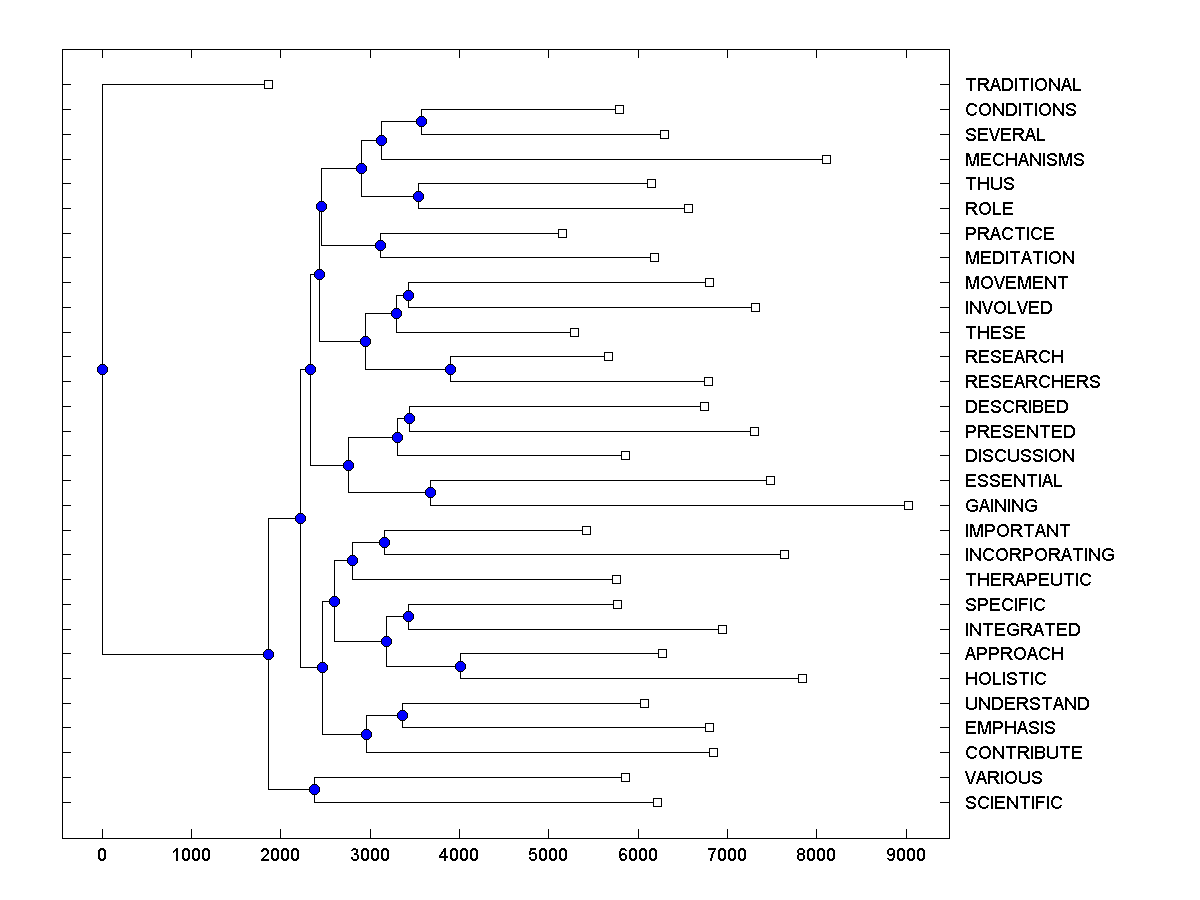 TRADITIONAL
CONDITIONS
SEVERAL
MECHANISMS
THUS
ROLE
PRACTICE
MEDITATION
MOVEMENT
INVOLVED
THESE
RESEARCH
RESEARCHERS
DESCRIBED
PRESENTED
DISCUSSION
ESSENTIAL
GAINING
IMPORTANT
INCORPORATING
THERAPEUTIC
SPECIFIC
INTEGRATED
APPROACH
HOLISTIC
UNDERSTAND
EMPHASIS
CONTRIBUTE
VARIOUS
SCIENTIFIC
0 1000 2000 3000 4000 5000 6000 7000 8000 9000